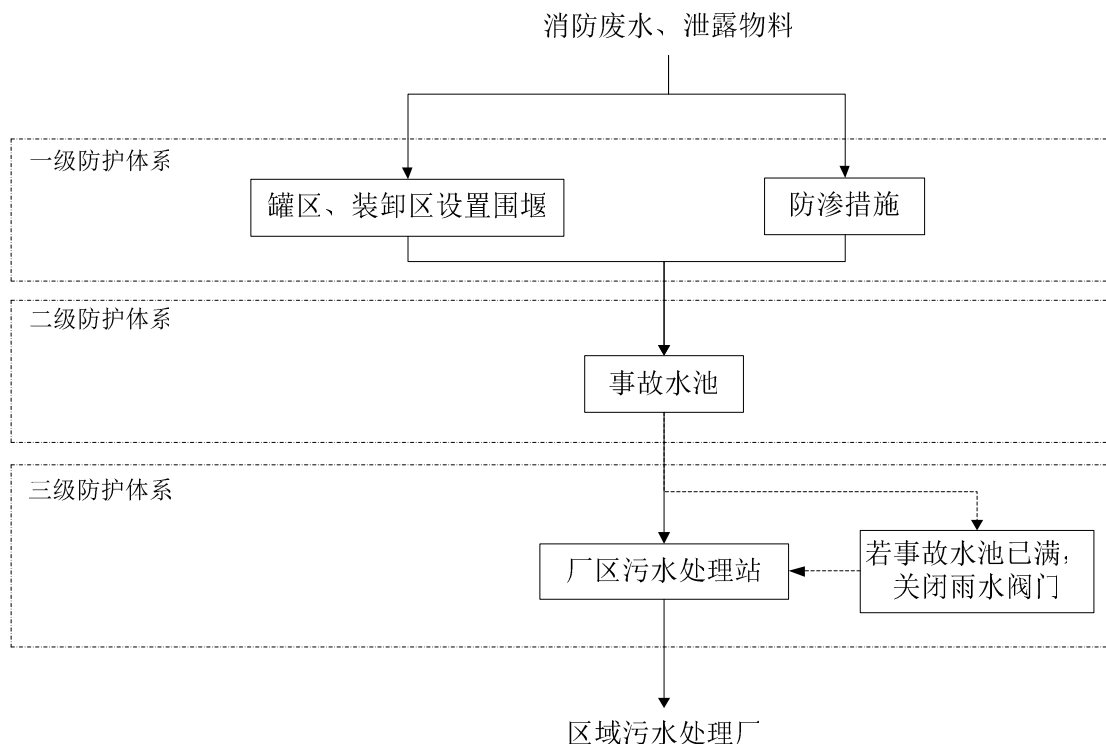 消防废水、泄露物料
一级防护体系
罐区、装卸区设置围堰
防渗措施
二级防护体系
事故水池
三级防护体系
厂区污水处理站
若事故水池已满，
关闭雨水阀门
区域污水处理厂